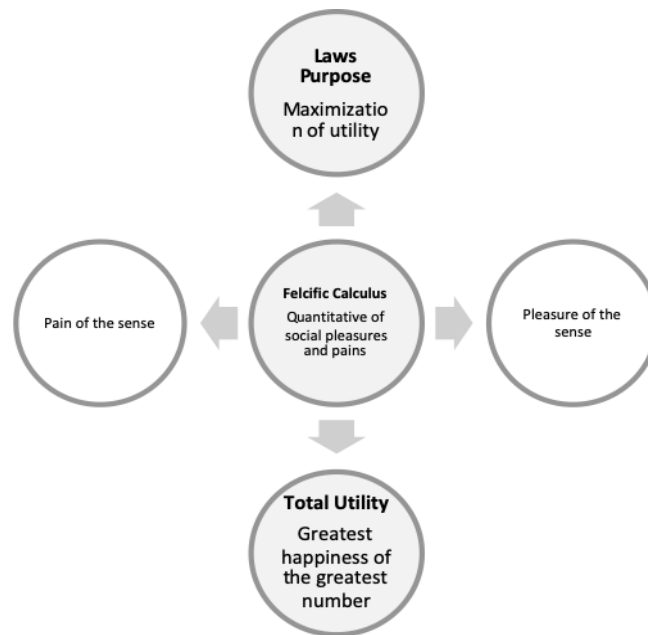 Laws
Purpose
Maximizatio
n of utility
Pain of the sense
Felcific Calculus
Quantitative of
social pleasures
and pains
Pleasure of the
sense
Total Utility
Greatest
happiness of
the greatest
number